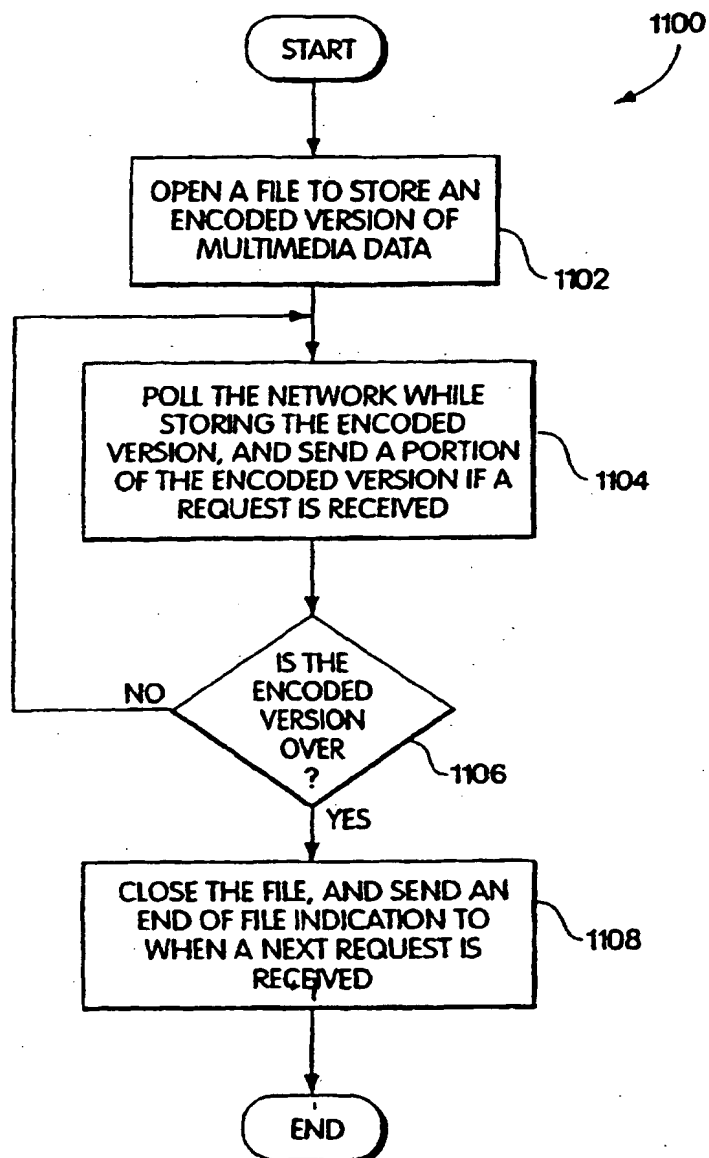 START
1100
OPEN A FILE TO STORE AN
ENCODED VERSION OF
MULTIMEDIA DATA
1102
POLL THE NETWORK WHILE
STORING THE ENCODED
VERSION, AND SEND A PORTION
OF THE ENCODED VERSION IF A
REQUEST IS RECEIVED
1104
IS THE
ENCODED
VERSION
OVER
?
1106
NO
YES
CLOSE THE FILE, AND SEND AN
END OF FILE INDICATION TO
WHEN A NEXT REQUEST IS
RECEIVED
1108
END